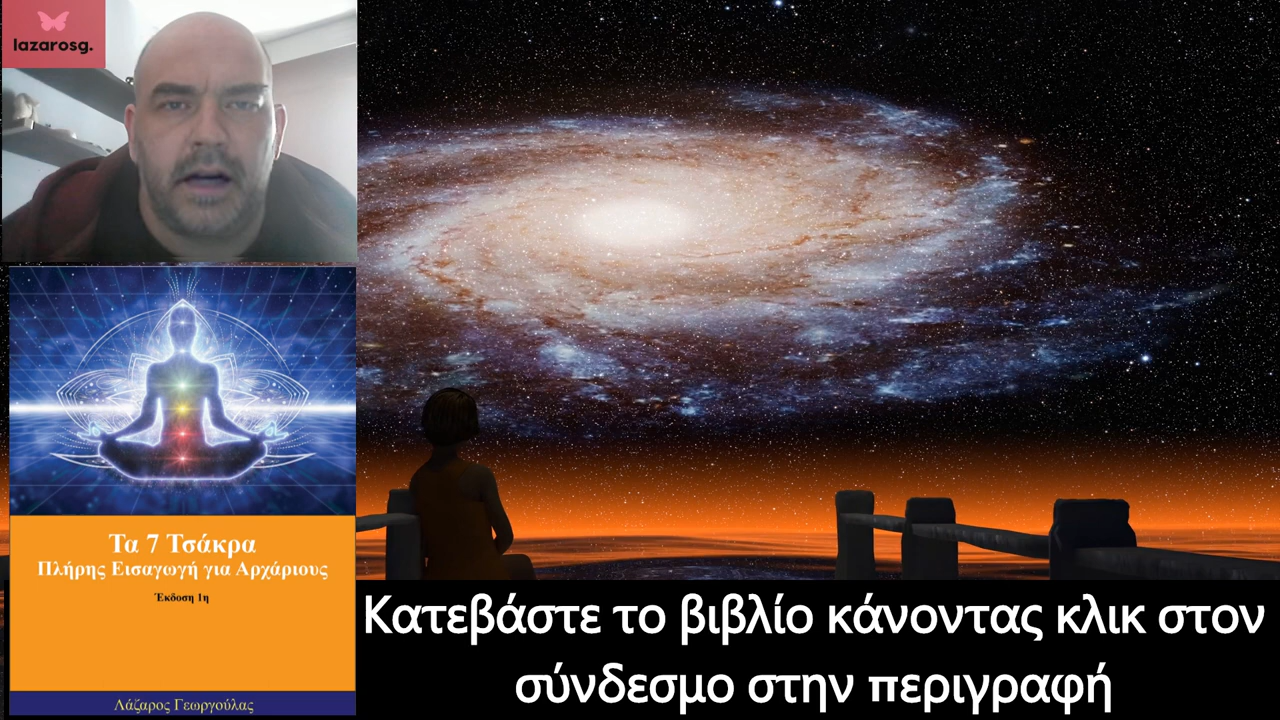 lazarosg.
Τα 7 Τσάκρα
Πλήρης Εισαγωγή για Αρχάριους
Έκδοση 1η
Λάζαρος Γεωργούλας
Κατεβάστε το βιβλίο κάνοντας κλικ στον
σύνδεσμο στην περιγραφή